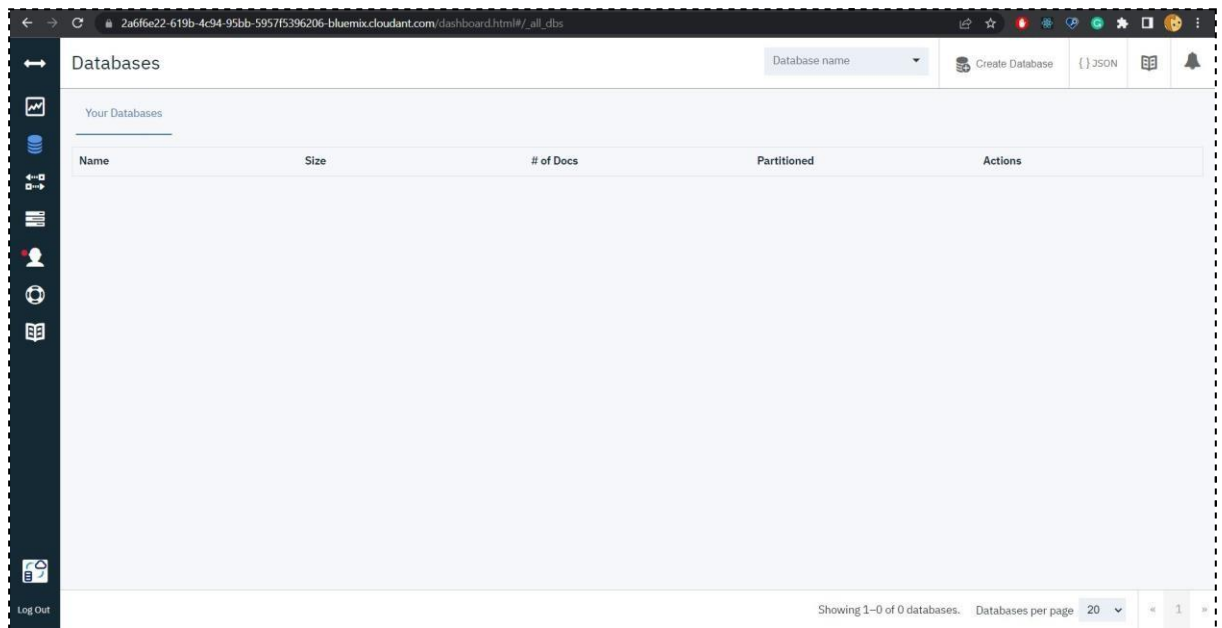 2a6f6e22-619b-4c94-95bb-5957f5396206-bluemix.cloudant.com/dashboard.html#/_all_dbs
Databases
Database name
Create Database
{ } JSON
Your Databases
Name Size # of Docs Partitioned Actions
Log Out
Showing 1–0 of 0 databases. Databases per page 20 « 1 »